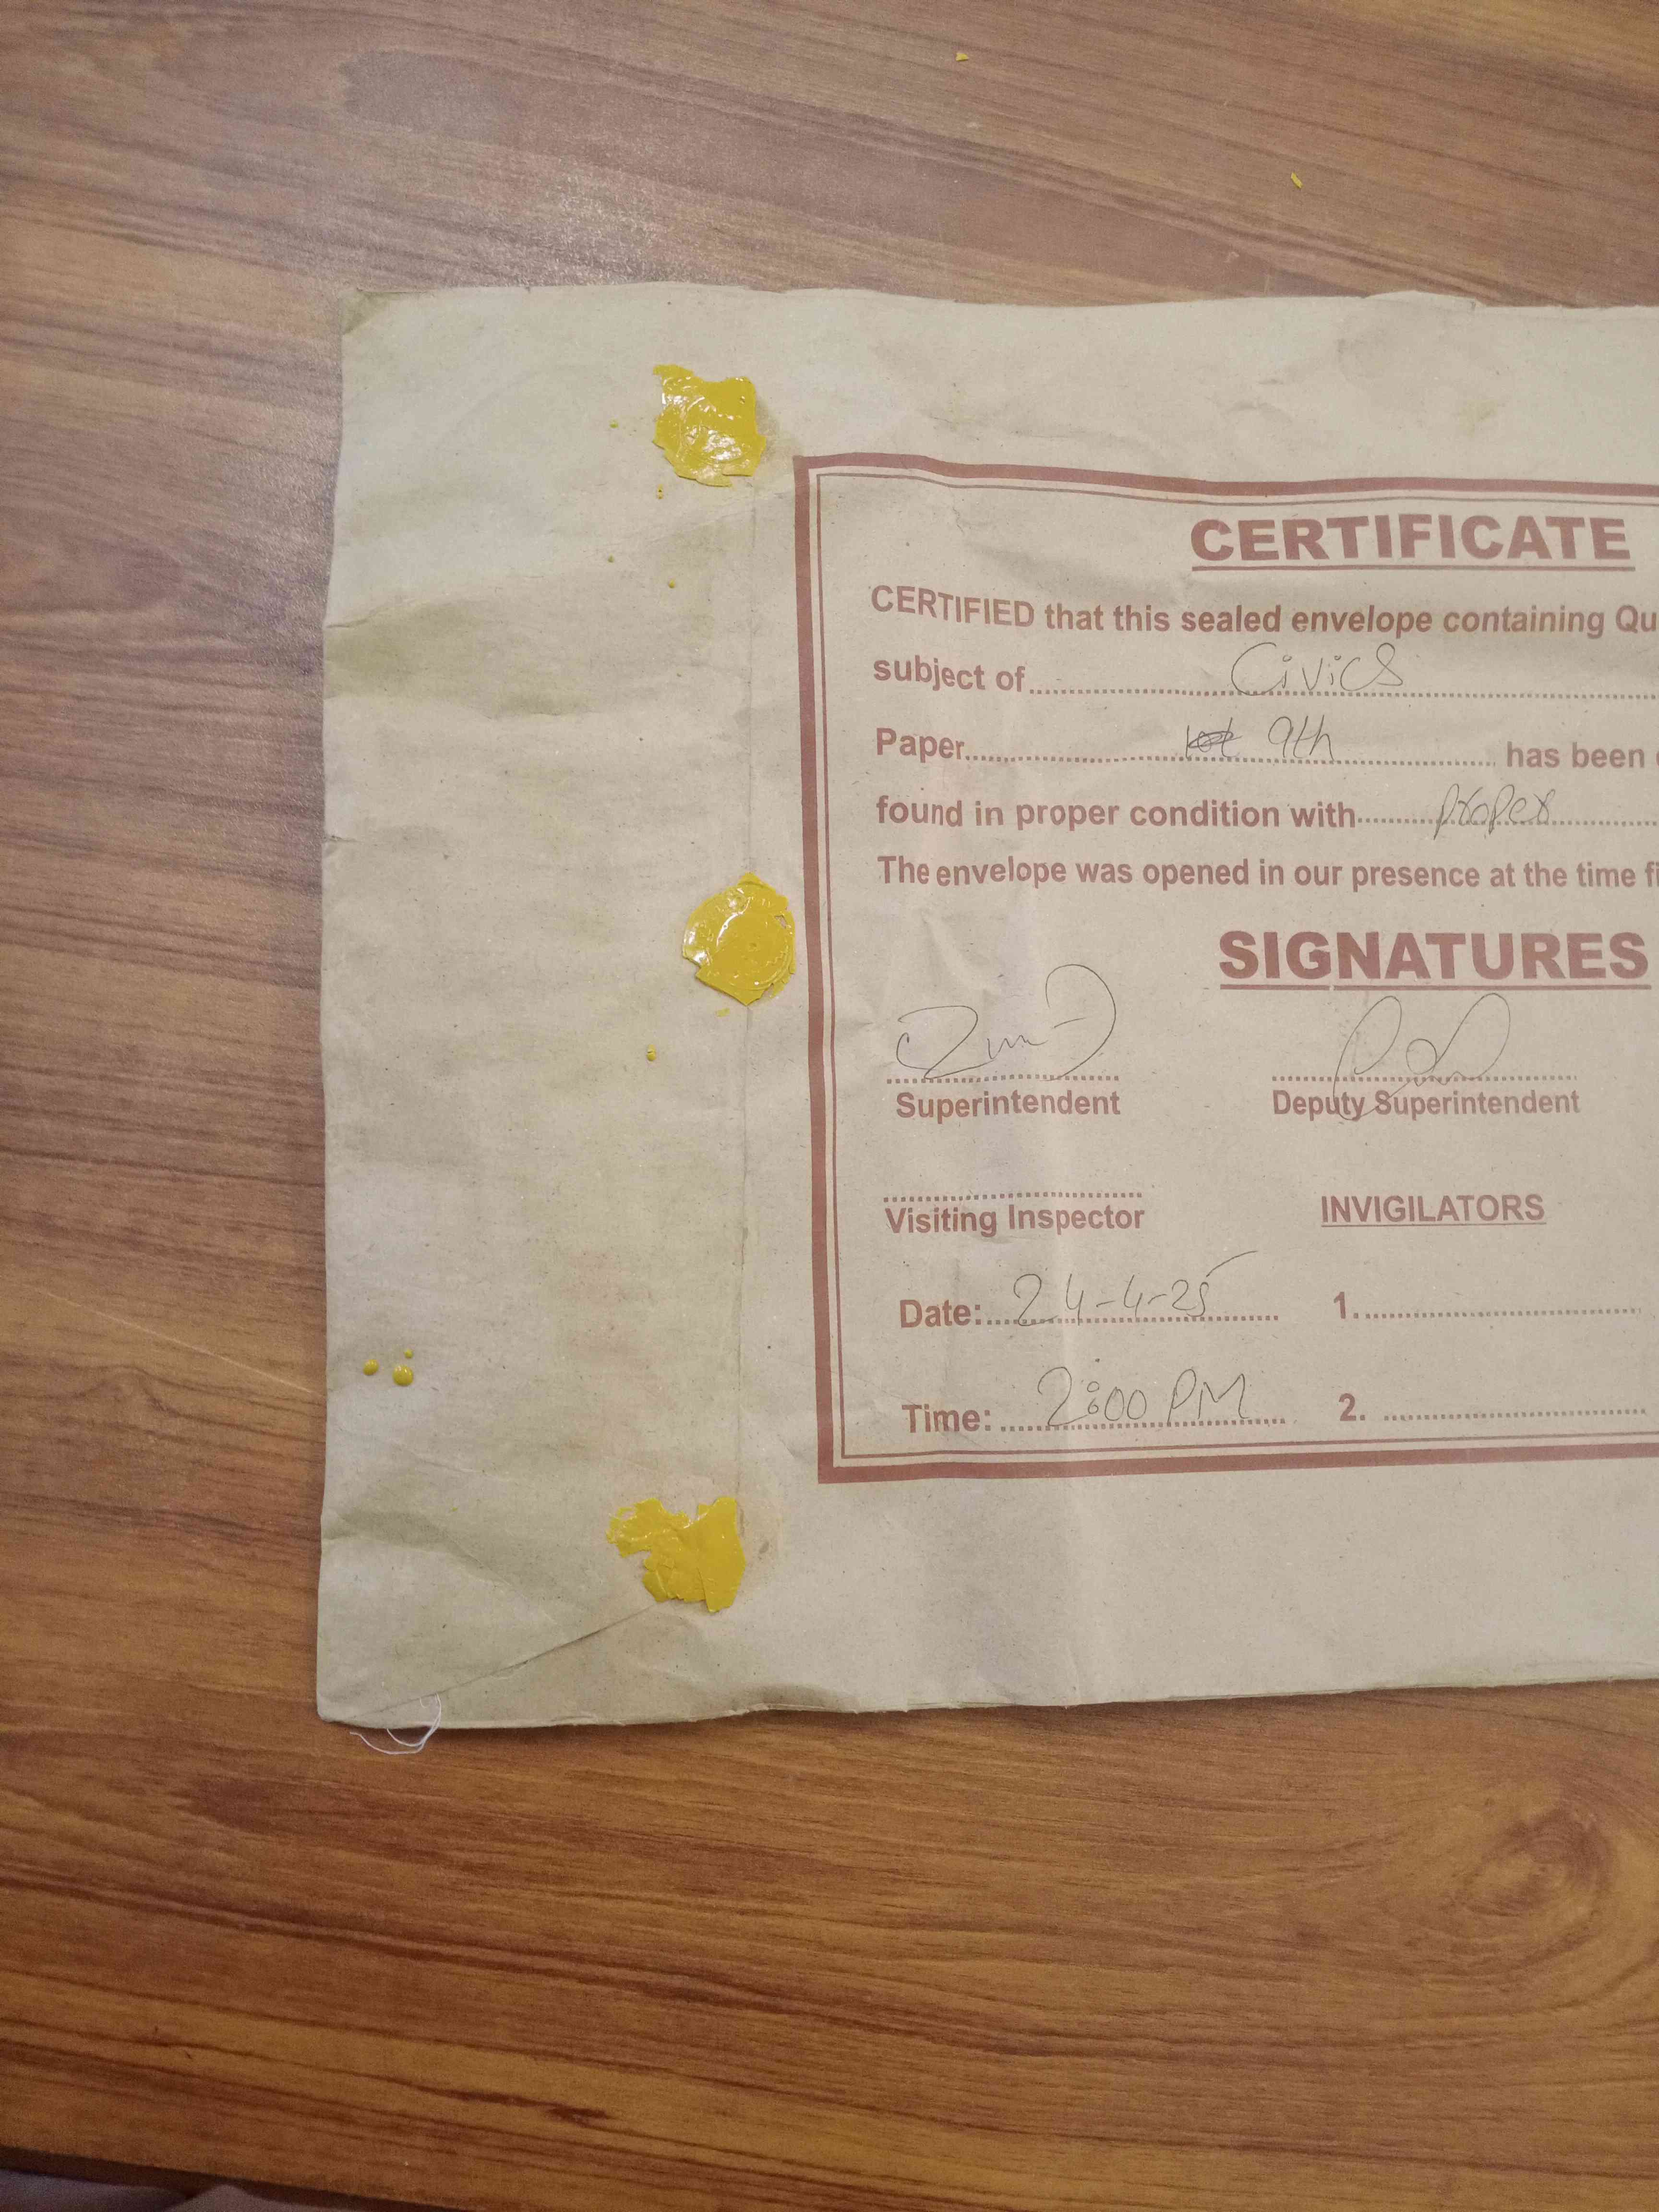 CERTIFICATE
CERTIFIED that this sealed envelope containing Qu
subject of.......... Civics ..........
Paper.......... 9th .......... has been
found in proper condition with.......... proper ..........
The envelope was opened in our presence at the time fi
SIGNATURES
Superintendent Deputy Superintendent
Visiting Inspector INVIGILATORS
Date: 24-4-25 1.
Time: 2:00 PM 2.